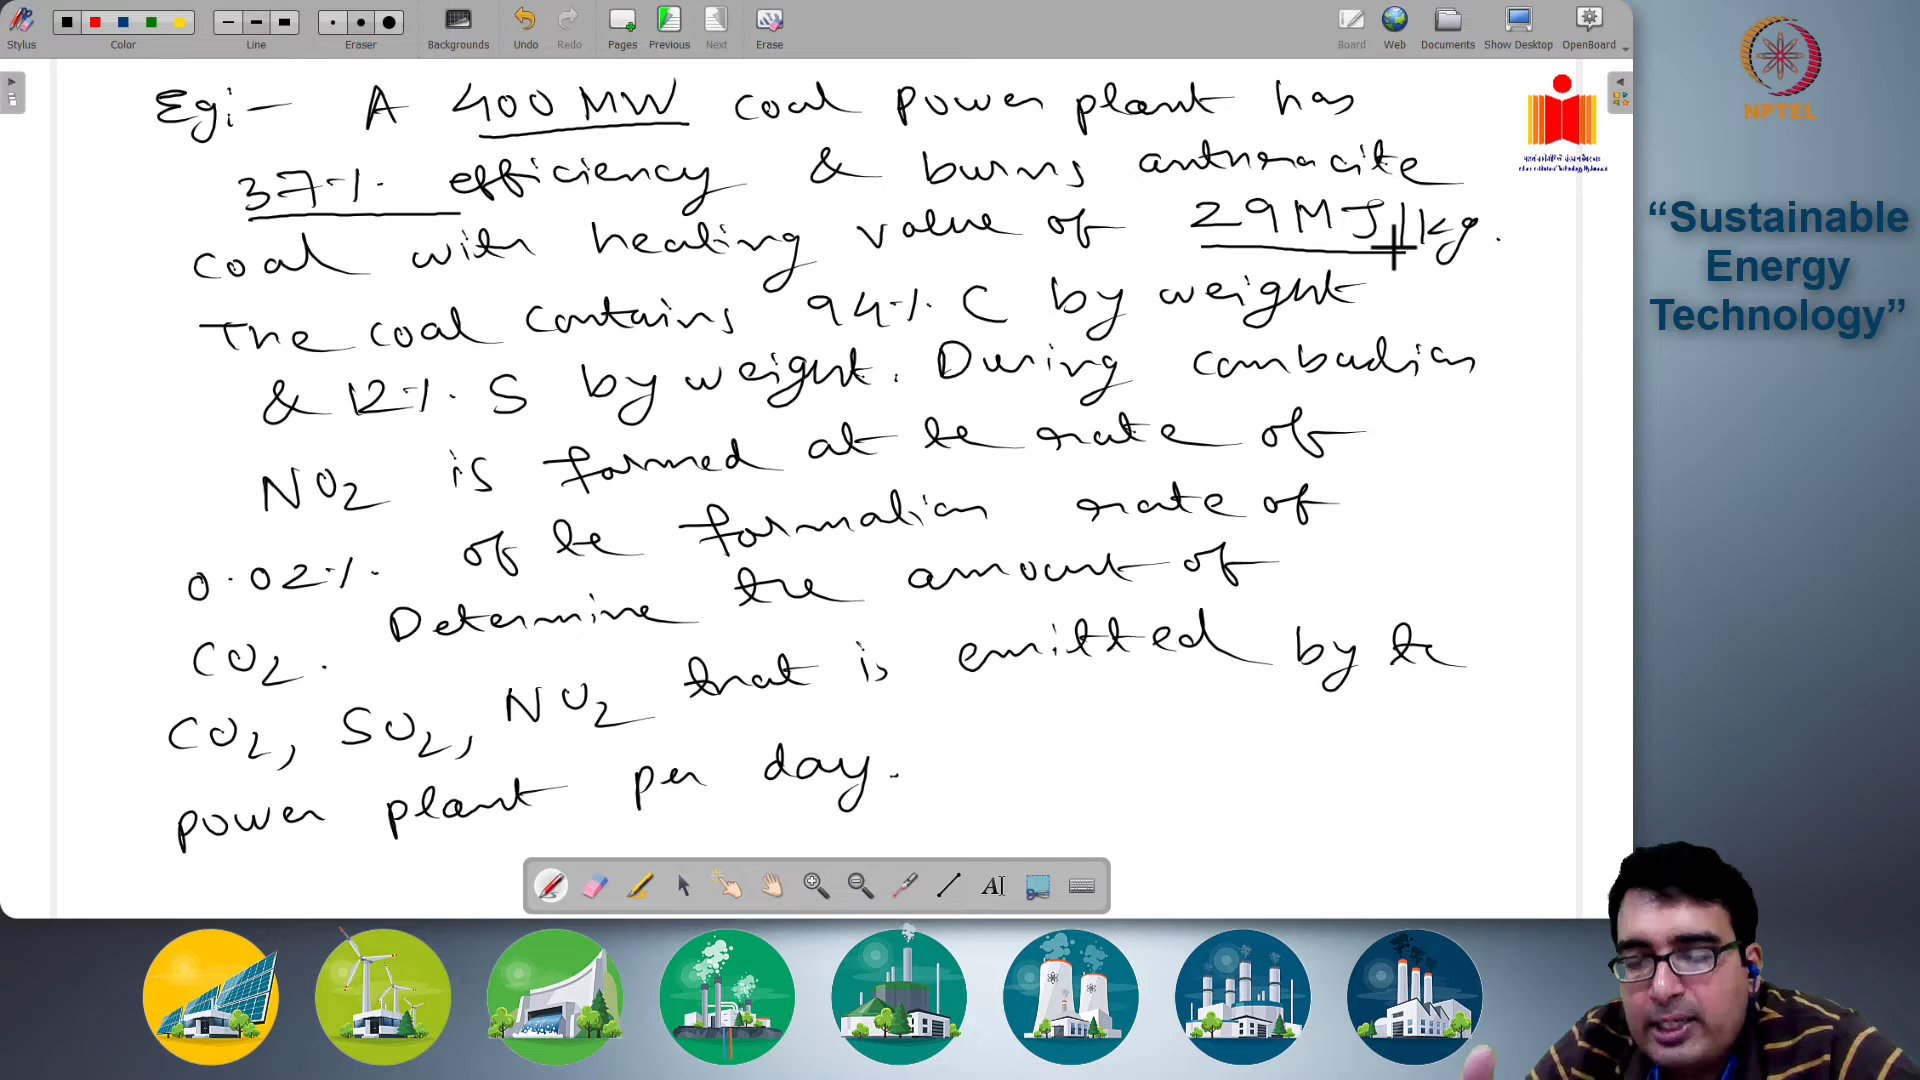 Stylus Color Line Eraser Backgrounds Undo Redo Pages Previous Next Erase Board Web Documents Show Desktop OpenBoard
Eg:- A 400 MW coal power plant has
37% efficiency & burns anthracite
coal with heating value of 29 MJ/kg.
The coal contains 94% C by weight
& 12% S by weight. During combustion
NO2 is formed at the rate of
0.02% of the formation rate of
CO2. Determine the amount of
CO2, SO2, NO2 that is emitted by the
power plant per day.
NPTEL
"Sustainable
Energy
Technology"